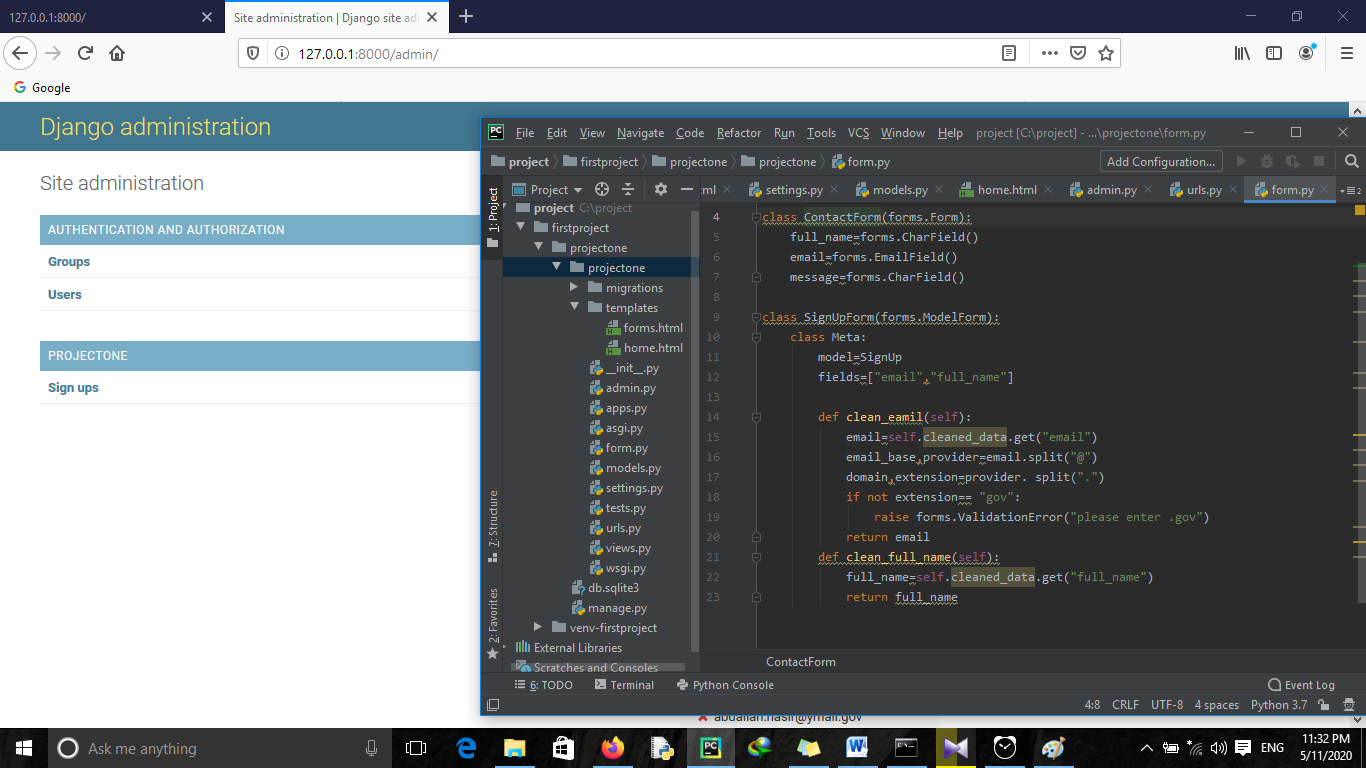 127.0.0.1:8000/
Site administration | Django site ad
127.0.0.1:8000/admin/
Google
Django administration
Site administration
AUTHENTICATION AND AUTHORIZATION
Groups
Users
PROJECTONE
Sign ups
PC File Edit View Navigate Code Refactor Run Tools VCS Window Help project [C:\project] - ...\projectone\form.py
project firstproject projectone projectone form.py Add Configuration...
1: Project
Project
settings.py models.py home.html admin.py urls.py form.py
project C:\project
firstproject
projectone
projectone
migrations
templates
forms.html
home.html
__init__.py
admin.py
apps.py
asgi.py
form.py
models.py
settings.py
tests.py
urls.py
views.py
wsgi.py
db.sqlite3
manage.py
venv-firstproject
External Libraries
Scratches and Consoles
7: Structure
2: Favorites
4 class ContactForm(forms.Form):
5 full_name=forms.CharField()
6 email=forms.EmailField()
7 message=forms.CharField()
8
9 class SignUpForm(forms.ModelForm):
10 class Meta:
11 model=SignUp
12 fields=["email","full_name"]
13
14 def clean_eamil(self):
15 email=self.cleaned_data.get("email")
16 email_base,provider=email.split("@")
17 domain,extension=provider. split(".")
18 if not extension== "gov":
19 raise forms.ValidationError("please enter .gov")
20 return email
21 def clean_full_name(self):
22 full_name=self.cleaned_data.get("full_name")
23 return full_name
ContactForm
6: TODO Terminal Python Console Event Log
4:8 CRLF UTF-8 4 spaces Python 3.7
abdallah.nasir@ymail.gov
Ask me anything
ENG
11:32 PM
5/11/2020